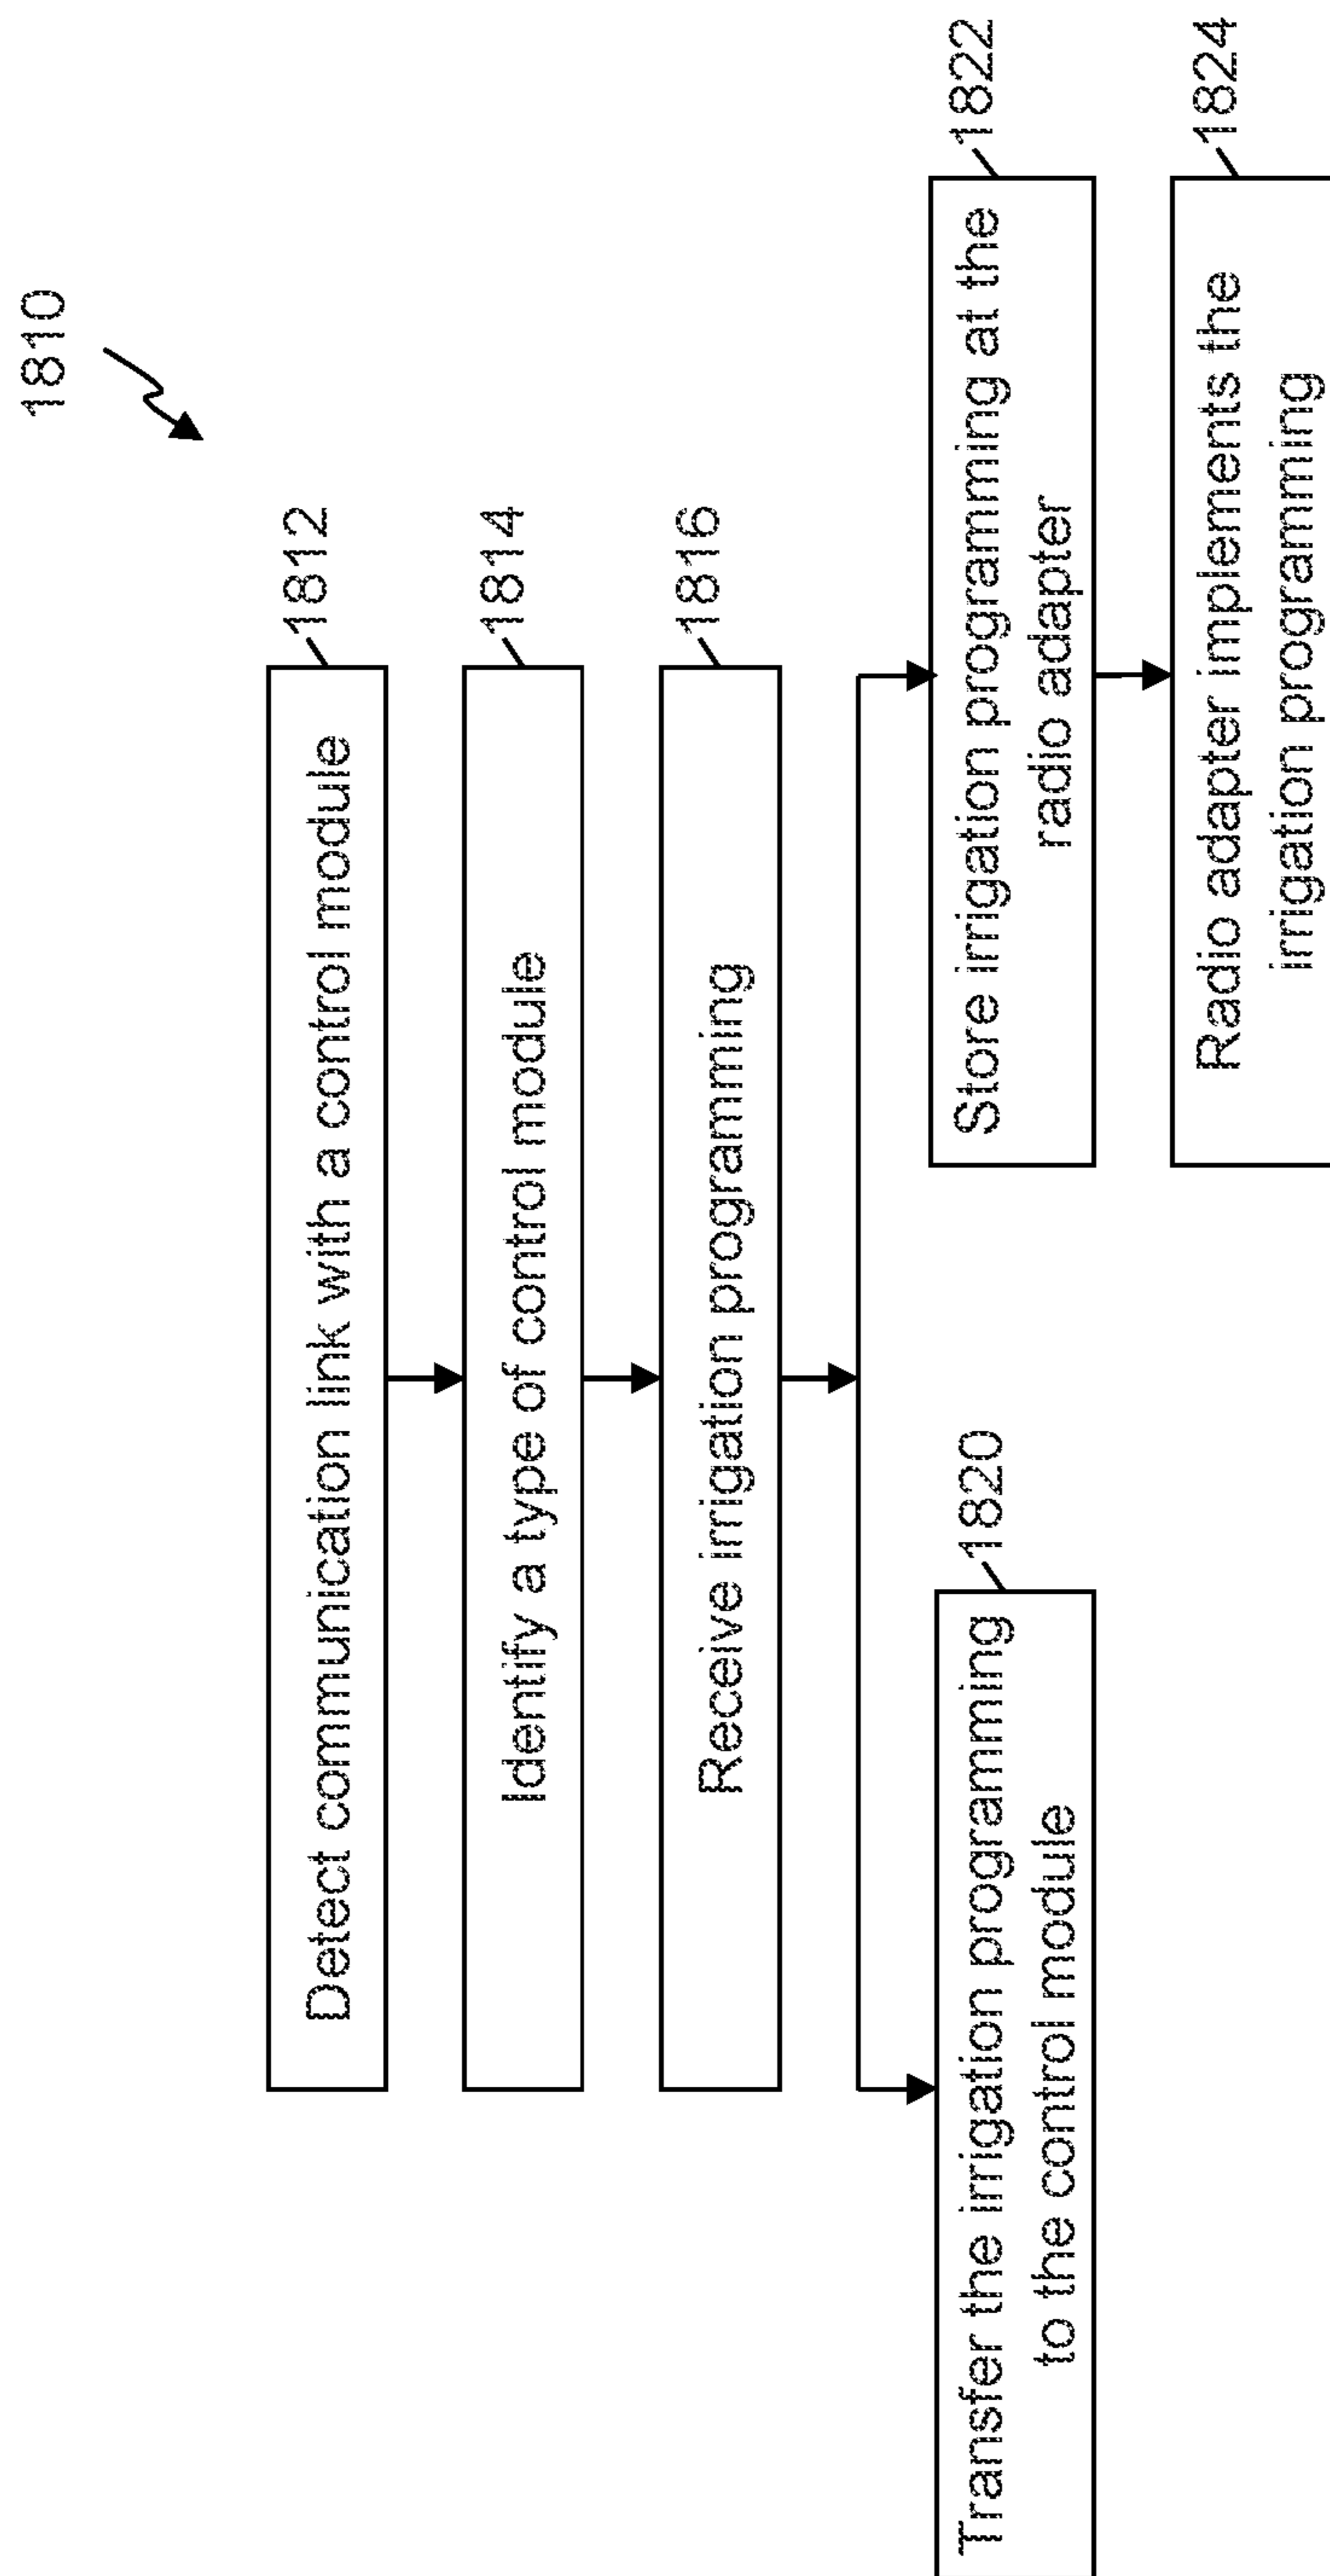 1810
Detect communication link with a control module
1812
Identify a type of control module
1814
Receive irrigation programming
1816
Transfer the irrigation programming
to the control module
1820
Store irrigation programming at the
radio adapter
1822
Radio adapter implements the
irrigation programming
1824